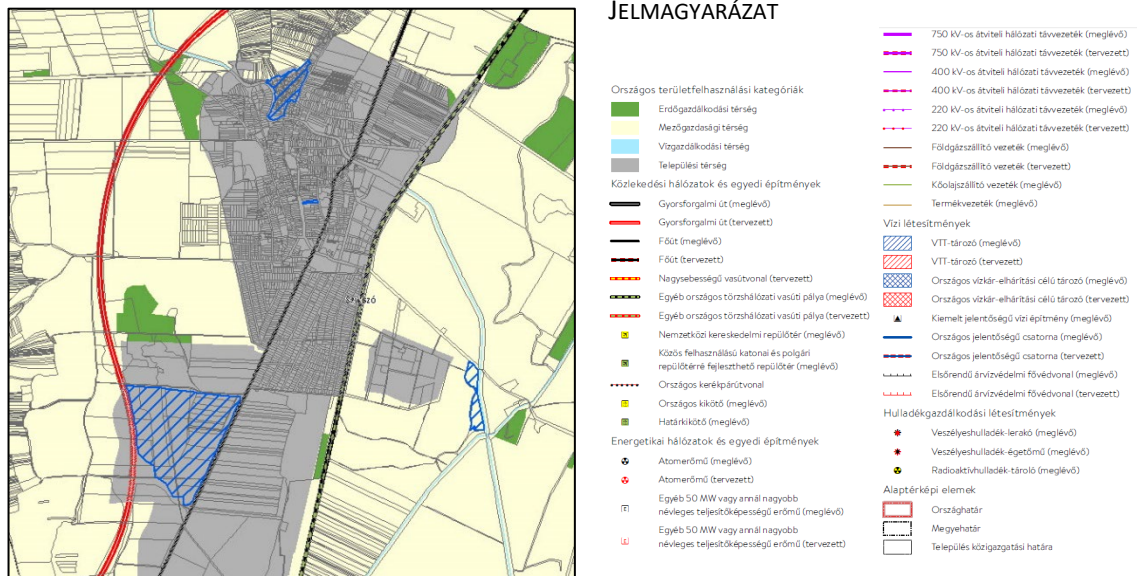 JELMAGYARÁZAT
Országos területfelhasználási kategóriák
Erdőgazdálkodási térség
Mezőgazdasági térség
Vízgazdálkodási térség
Települési térség
Közlekedési hálózatok és egyedi építmények
Gyorsforgalmi út (meglévő)
Gyorsforgalmi út (tervezett)
Főút (meglévő)
Főút (tervezett)
Nagysebességű vasútvonal (tervezett)
Egyéb országos törzshálózati vasúti pálya (meglévő)
Egyéb országos törzshálózati vasúti pálya (tervezett)
Nemzetközi kereskedelmi repülőtér (meglévő)
Közös felhasználású katonai és polgári
repülőtérré fejleszthető repülőtér (meglévő)
Országos kerékpárútvonal
Országos kikötő (meglévő)
Határkikötő (meglévő)
Energetikai hálózatok és egyedi építmények
Atomerőmű (meglévő)
Atomerőmű (tervezett)
Egyéb 50 MW vagy annál nagyobb
névleges teljesítőképességű erőmű (meglévő)
Egyéb 50 MW vagy annál nagyobb
névleges teljesítőképességű erőmű (tervezett)
750 kV-os átviteli hálózati távvezeték (meglévő)
750 kV-os átviteli hálózati távvezeték (tervezett)
400 kV-os átviteli hálózati távvezeték (meglévő)
400 kV-os átviteli hálózati távvezeték (tervezett)
220 kV-os átviteli hálózati távvezeték (meglévő)
220 kV-os átviteli hálózati távvezeték (tervezett)
Földgázszállító vezeték (meglévő)
Földgázszállító vezeték (tervezett)
Kőolajszállító vezeték (meglévő)
Termékvezeték (meglévő)
Vízi létesítmények
VTT-tározó (meglévő)
VTT-tározó (tervezett)
Országos vízkár-elhárítási célú tározó (meglévő)
Országos vízkár-elhárítási célú tározó (tervezett)
Kiemelt jelentőségű vízi építmény (meglévő)
Országos jelentőségű csatorna (meglévő)
Országos jelentőségű csatorna (tervezett)
Elsőrendű árvízvédelmi fővédvonal (meglévő)
Elsőrendű árvízvédelmi fővédvonal (tervezett)
Hulladékgazdálkodási létesítmények
Veszélyeshulladék-lerakó (meglévő)
Veszélyeshulladék-égetőmű (meglévő)
Radioaktívhulladék-tároló (meglévő)
Alaptérképi elemek
Országhatár
Megyehatár
Település közigazgatási határa